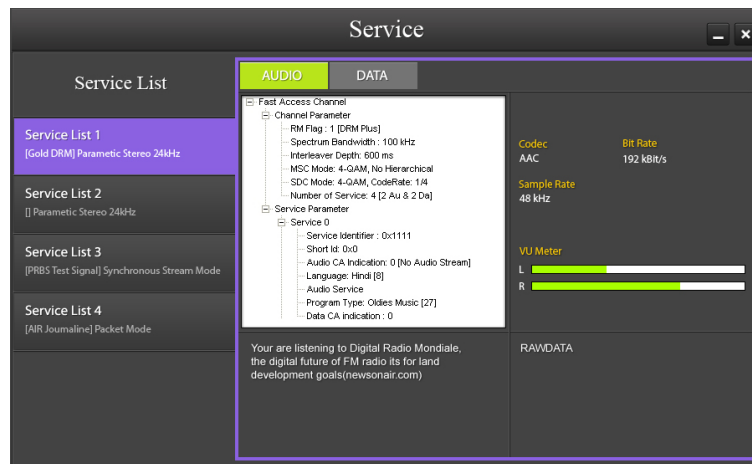 Service
Service List
Service List 1
[Gold DRM] Parametic Stereo 24kHz
Service List 2
[] Parametic Stereo 24kHz
Service List 3
[PRBS Test Signal] Synchronous Stream Mode
Service List 4
[AIR Journaline] Packet Mode
AUDIO
DATA
Fast Access Channel
Channel Parameter
RM Flag : 1 [DRM Plus]
Spectrum Bandwidth : 100 kHz
Interleaver Depth: 600 ms
MSC Mode: 4-QAM, No Hierarchical
SDC Mode: 4-QAM, CodeRate: 1/4
Number of Service: 4 [2 Au & 2 Da]
Service Parameter
Service 0
Service Identifier : 0x1111
Short Id: 0x0
Audio CA Indication: 0 [No Audio Stream]
Language: Hindi [8]
Audio Service
Program Type: Oldies Music [27]
Data CA indication : 0
Codec
AAC
Bit Rate
192 kBit/s
Sample Rate
48 kHz
VU Meter
L
R
Your are listening to Digital Radio Mondiale,
the digital future of FM radio its for land
development goals(newsonair.com)
RAWDATA